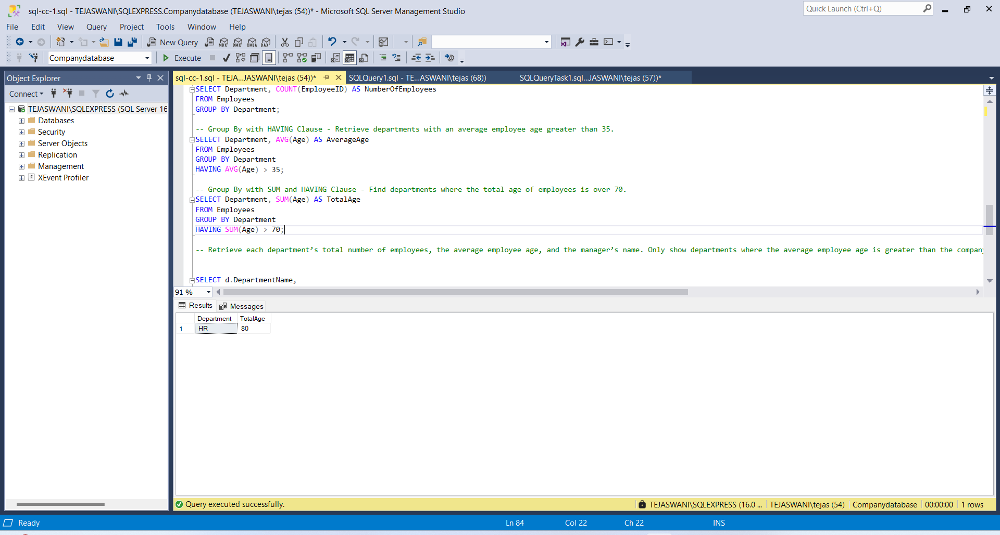 sql-cc-1.sql - TEJASWANI\SQLEXPRESS.Companydatabase (TEJASWANI\tejas (54))* - Microsoft SQL Server Management Studio
Quick Launch (Ctrl+Q)
File Edit View Query Project Tools Window Help
New Query MDX DMX XMLA DAX
Companydatabase Execute
Object Explorer
sql-cc-1.sql - TEJA...JASWANI\tejas (54))* SQLQuery1.sql - TE...ASWANI\tejas (68)) SQLQueryTask1.sql...JASWANI\tejas (57))*
Connect
TEJASWANI\SQLEXPRESS (SQL Server 16
Databases
Security
Server Objects
Replication
Management
XEvent Profiler
SELECT Department, COUNT(EmployeeID) AS NumberOfEmployees
FROM Employees
GROUP BY Department;
-- Group By with HAVING Clause - Retrieve departments with an average employee age greater than 35.
SELECT Department, AVG(Age) AS AverageAge
FROM Employees
GROUP BY Department
HAVING AVG(Age) > 35;
-- Group By with SUM and HAVING Clause - Find departments where the total age of employees is over 70.
SELECT Department, SUM(Age) AS TotalAge
FROM Employees
GROUP BY Department
HAVING SUM(Age) > 70;
-- Retrieve each department’s total number of employees, the average employee age, and the manager’s name. Only show departments where the average employee age is greater than the company
SELECT d.DepartmentName,
91 %
Results Messages
Department TotalAge
1 HR 80
Query executed successfully.
TEJASWANI\SQLEXPRESS (16.0 ... TEJASWANI\tejas (54) Companydatabase 00:00:00 1 rows
Ready Ln 84 Col 22 Ch 22 INS